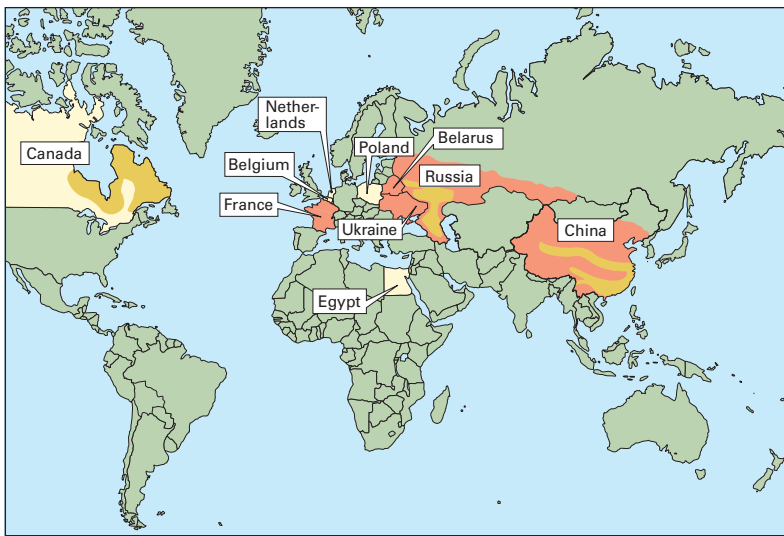 Nether-
lands
Belarus
Poland
Canada
Belgium
Russia
France
Ukraine
China
Egypt